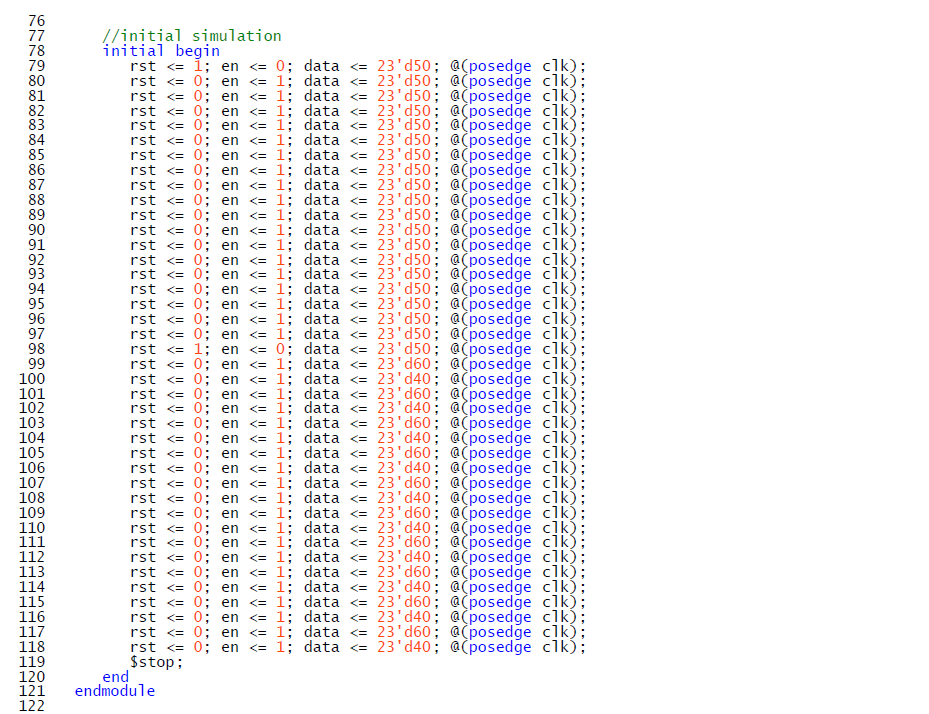 76
77 //initial simulation
78 initial begin
79 rst <= 1; en <= 0; data <= 23'd50; @(posedge clk);
80 rst <= 0; en <= 1; data <= 23'd50; @(posedge clk);
81 rst <= 0; en <= 1; data <= 23'd50; @(posedge clk);
82 rst <= 0; en <= 1; data <= 23'd50; @(posedge clk);
83 rst <= 0; en <= 1; data <= 23'd50; @(posedge clk);
84 rst <= 0; en <= 1; data <= 23'd50; @(posedge clk);
85 rst <= 0; en <= 1; data <= 23'd50; @(posedge clk);
86 rst <= 0; en <= 1; data <= 23'd50; @(posedge clk);
87 rst <= 0; en <= 1; data <= 23'd50; @(posedge clk);
88 rst <= 0; en <= 1; data <= 23'd50; @(posedge clk);
89 rst <= 0; en <= 1; data <= 23'd50; @(posedge clk);
90 rst <= 0; en <= 1; data <= 23'd50; @(posedge clk);
91 rst <= 0; en <= 1; data <= 23'd50; @(posedge clk);
92 rst <= 0; en <= 1; data <= 23'd50; @(posedge clk);
93 rst <= 0; en <= 1; data <= 23'd50; @(posedge clk);
94 rst <= 0; en <= 1; data <= 23'd50; @(posedge clk);
95 rst <= 0; en <= 1; data <= 23'd50; @(posedge clk);
96 rst <= 0; en <= 1; data <= 23'd50; @(posedge clk);
97 rst <= 0; en <= 1; data <= 23'd50; @(posedge clk);
98 rst <= 1; en <= 0; data <= 23'd50; @(posedge clk);
99 rst <= 0; en <= 1; data <= 23'd60; @(posedge clk);
100 rst <= 0; en <= 1; data <= 23'd40; @(posedge clk);
101 rst <= 0; en <= 1; data <= 23'd60; @(posedge clk);
102 rst <= 0; en <= 1; data <= 23'd40; @(posedge clk);
103 rst <= 0; en <= 1; data <= 23'd60; @(posedge clk);
104 rst <= 0; en <= 1; data <= 23'd40; @(posedge clk);
105 rst <= 0; en <= 1; data <= 23'd60; @(posedge clk);
106 rst <= 0; en <= 1; data <= 23'd40; @(posedge clk);
107 rst <= 0; en <= 1; data <= 23'd60; @(posedge clk);
108 rst <= 0; en <= 1; data <= 23'd40; @(posedge clk);
109 rst <= 0; en <= 1; data <= 23'd60; @(posedge clk);
110 rst <= 0; en <= 1; data <= 23'd40; @(posedge clk);
111 rst <= 0; en <= 1; data <= 23'd60; @(posedge clk);
112 rst <= 0; en <= 1; data <= 23'd40; @(posedge clk);
113 rst <= 0; en <= 1; data <= 23'd60; @(posedge clk);
114 rst <= 0; en <= 1; data <= 23'd40; @(posedge clk);
115 rst <= 0; en <= 1; data <= 23'd60; @(posedge clk);
116 rst <= 0; en <= 1; data <= 23'd40; @(posedge clk);
117 rst <= 0; en <= 1; data <= 23'd60; @(posedge clk);
118 rst <= 0; en <= 1; data <= 23'd40; @(posedge clk);
119 $stop;
120 end
121 endmodule
122